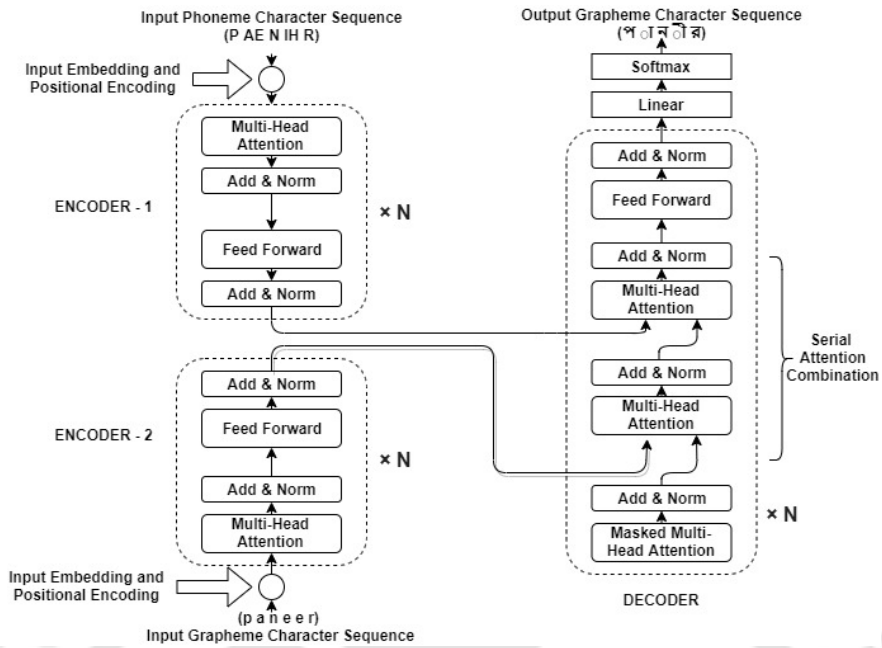 Input Phoneme Character Sequence
(P AE N IH R)
Input Embedding and
Positional Encoding
Multi-Head
Attention
Add & Norm
ENCODER - 1
× N
Feed Forward
Add & Norm
Add & Norm
Feed Forward
ENCODER - 2
× N
Add & Norm
Multi-Head
Attention
Input Embedding and
Positional Encoding
(p a n e e r)
Input Grapheme Character Sequence
Output Grapheme Character Sequence
(প া ন ী র)
Softmax
Linear
Add & Norm
Feed Forward
Add & Norm
Multi-Head
Attention
Serial
Attention
Combination
Add & Norm
Multi-Head
Attention
Add & Norm
Masked Multi-
Head Attention
× N
DECODER